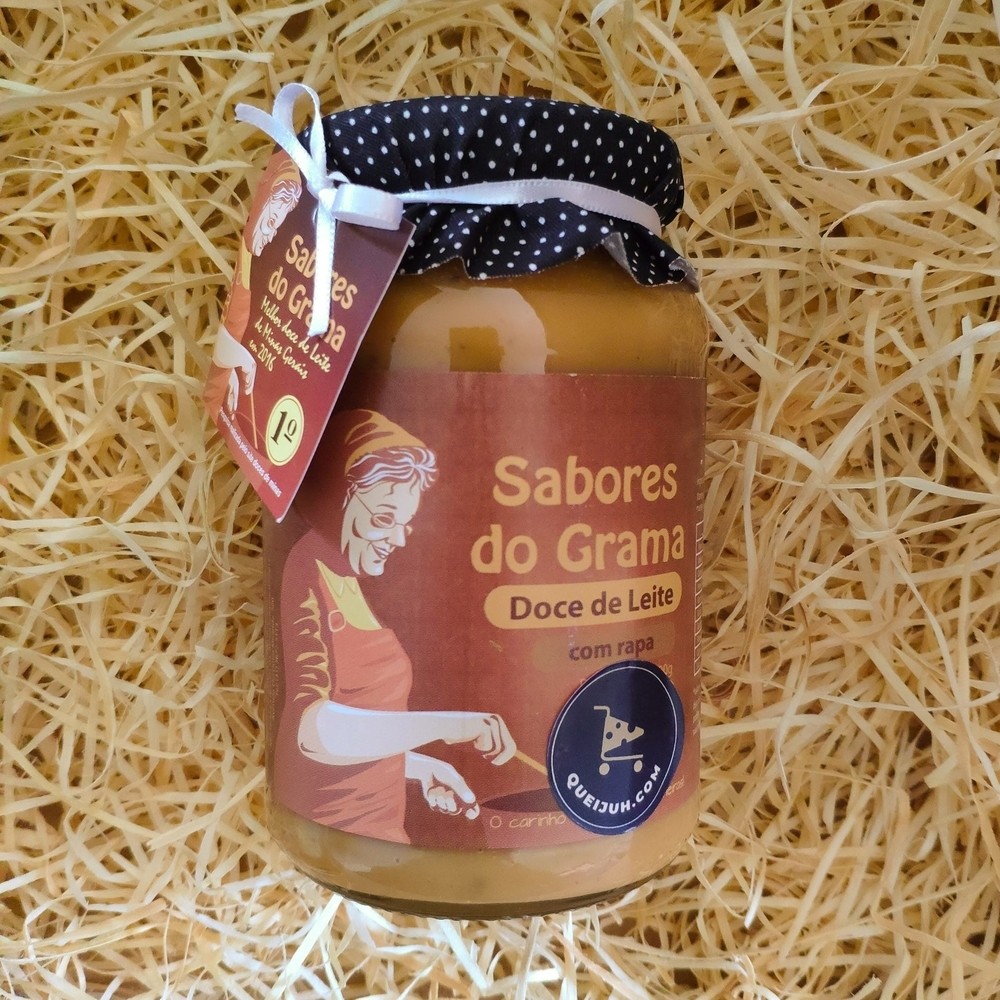 Sabores
do Grama
Melhor doce de leite
de Minas Gerais
em 2016
1º
Sabores
do Grama
Doce de Leite
com rapa
QUEIJUH.COM
O carinho